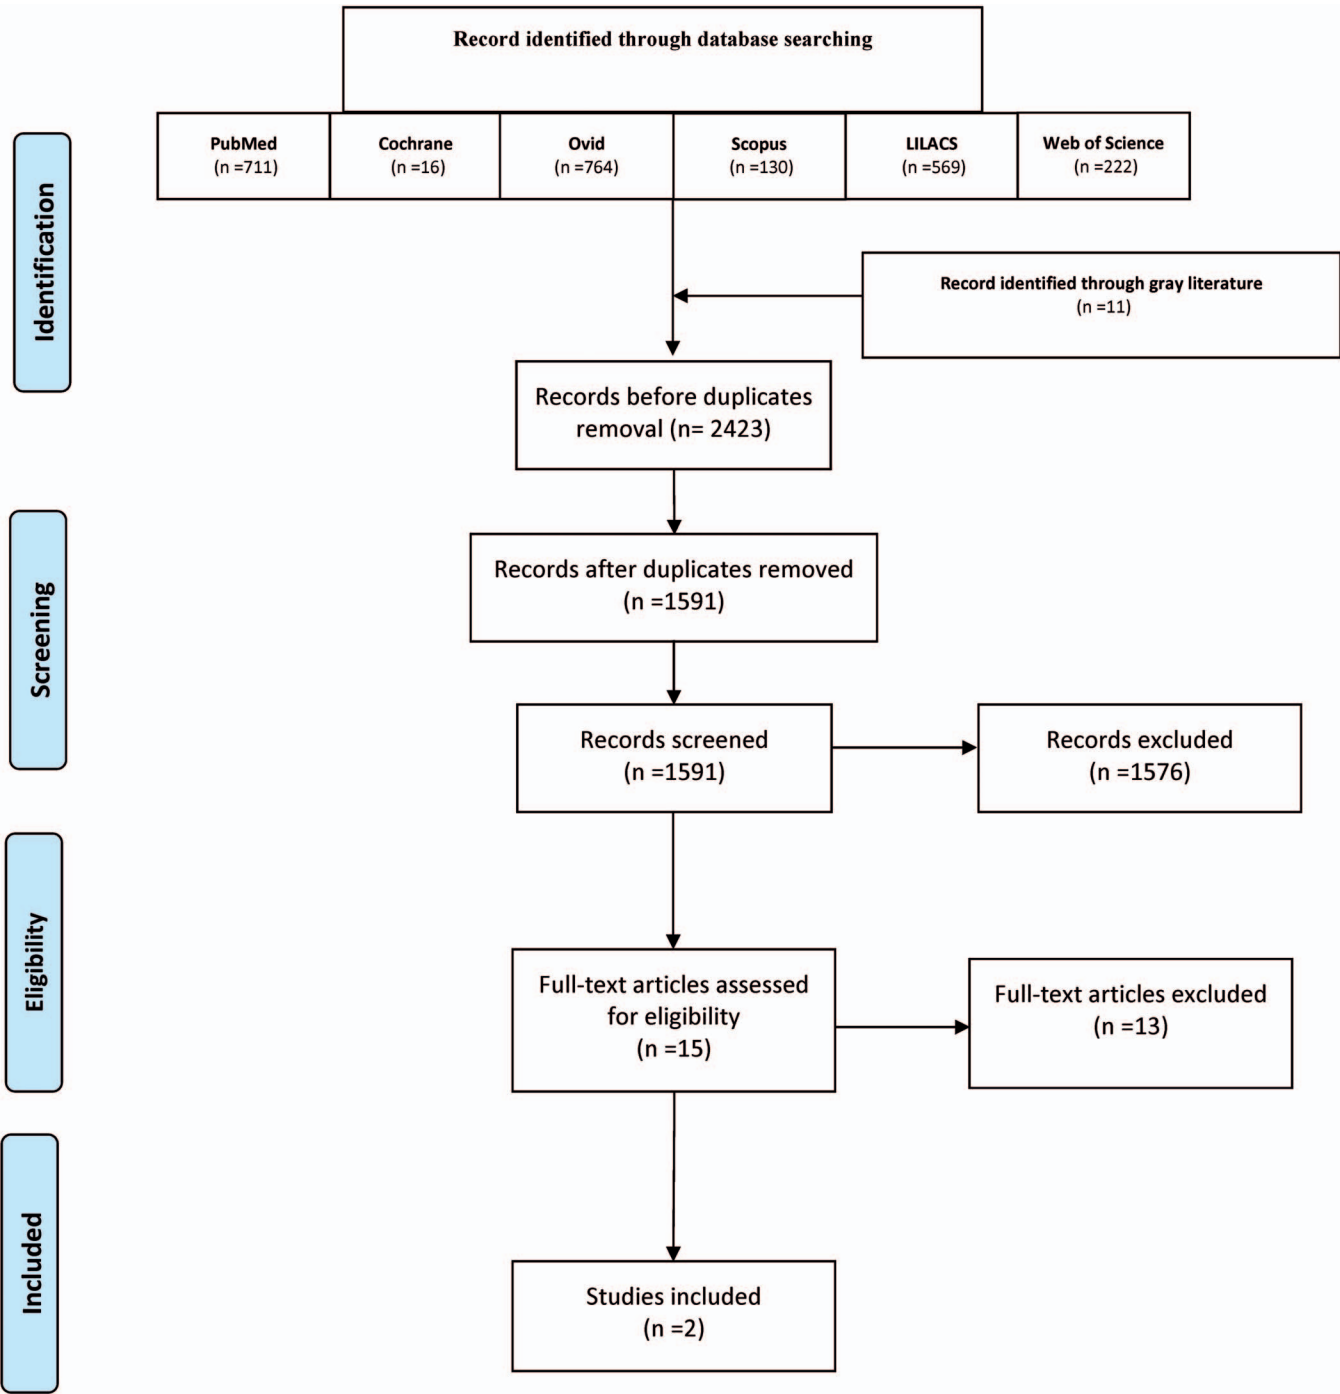 Record identified through database searching
PubMed
(n =711)
Cochrane
(n =16)
Ovid
(n =764)
Scopus
(n =130)
LILACS
(n =569)
Web of Science
(n =222)
Identification
Record identified through gray literature
(n =11)
Records before duplicates
removal (n= 2423)
Screening
Records after duplicates removed
(n =1591)
Records screened
(n =1591)
Records excluded
(n =1576)
Eligibility
Full-text articles assessed
for eligibility
(n =15)
Full-text articles excluded
(n =13)
Included
Studies included
(n =2)